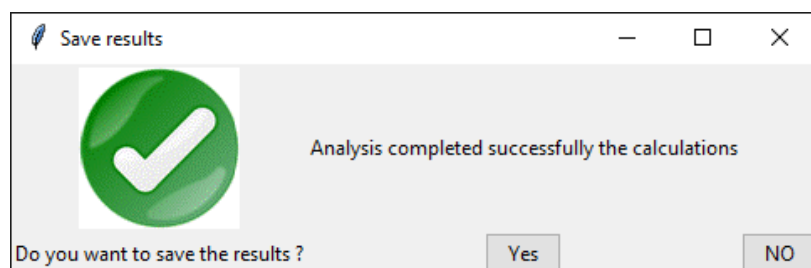 Save results
Analysis completed successfully the calculations
Do you want to save the results ?
Yes
NO